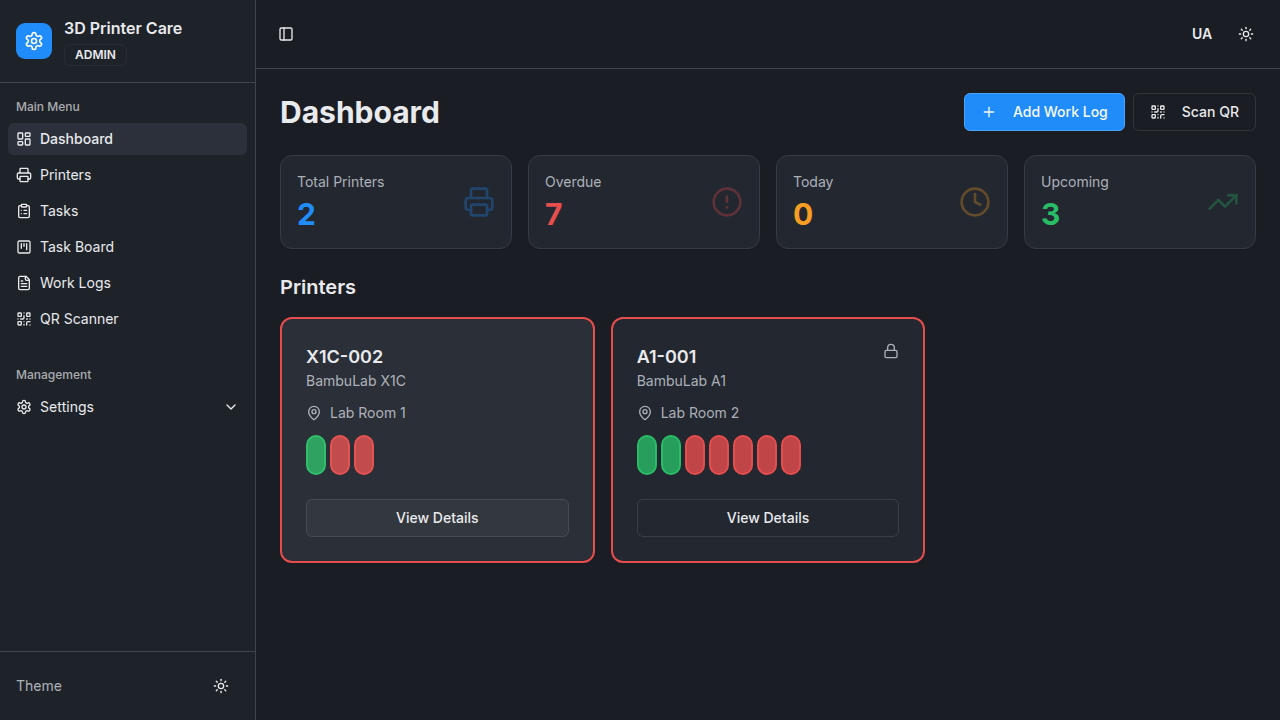 3D Printer Care
ADMIN
Main Menu
Dashboard
Printers
Tasks
Task Board
Work Logs
QR Scanner
Management
Settings
Theme
UA
Dashboard
Add Work Log
Scan QR
Total Printers
2
Overdue
7
Today
0
Upcoming
3
Printers
X1C-002
BambuLab X1C
Lab Room 1
View Details
A1-001
BambuLab A1
Lab Room 2
View Details